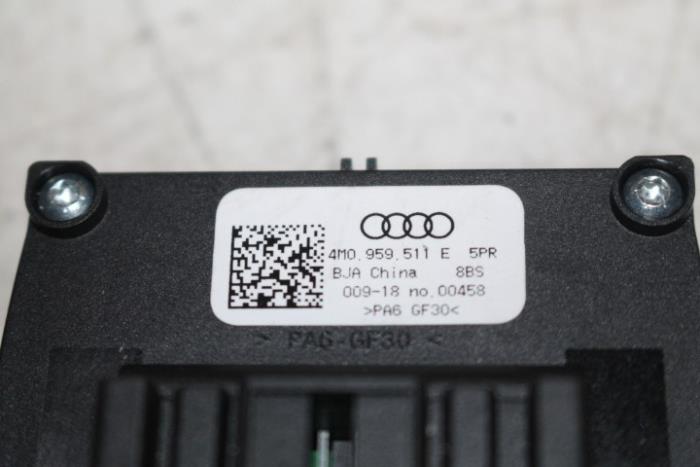 4M0.959.511 E 5PR
BJA China 8BS
009-18 no.00458
>PA6 GF30<
> PA6-GF30 <